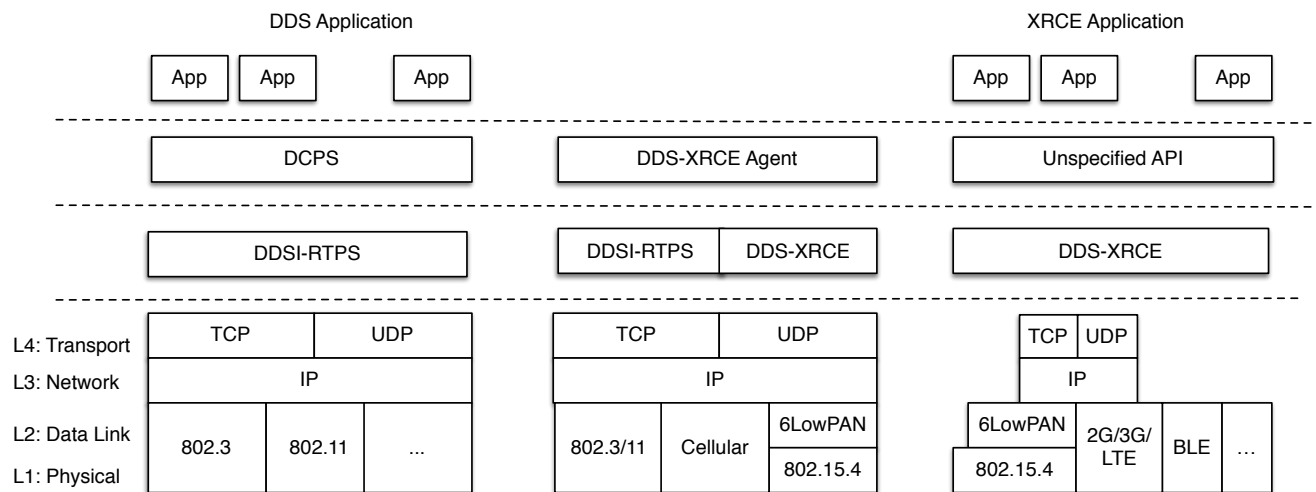 DDS Application
XRCE Application
App App App
App App App
DCPS
DDS-XRCE Agent
Unspecified API
DDSI-RTPS
DDSI-RTPS DDS-XRCE
DDS-XRCE
L4: Transport
TCP UDP
TCP UDP
TCP UDP
L3: Network
IP
IP
IP
L2: Data Link
L1: Physical
802.3 802.11 ...
802.3/11 Cellular
6LowPAN
802.15.4
6LowPAN
802.15.4
2G/3G/
LTE
BLE
...